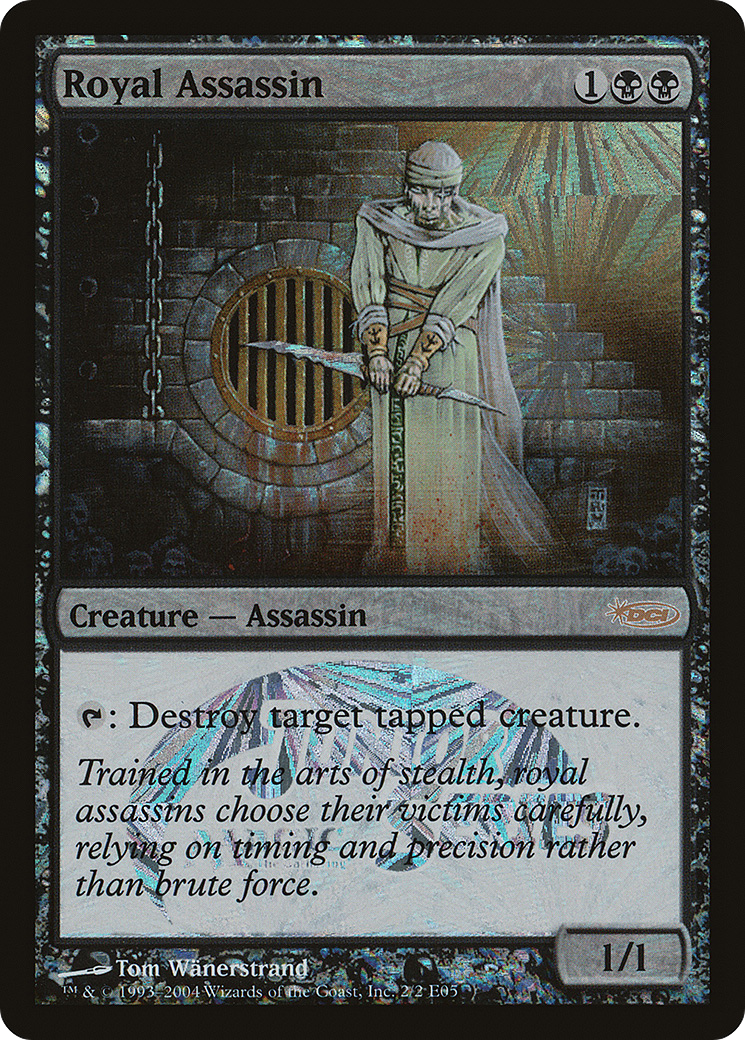 Royal Assassin 1
Creature — Assassin
DCI
: Destroy target tapped creature.
Trained in the arts of stealth, royal
assassins choose their victims carefully,
relying on timing and precision rather
than brute force.
1/1
Tom Wänerstrand
™ & © 1993–2004 Wizards of the Coast, Inc. 2/2 E05